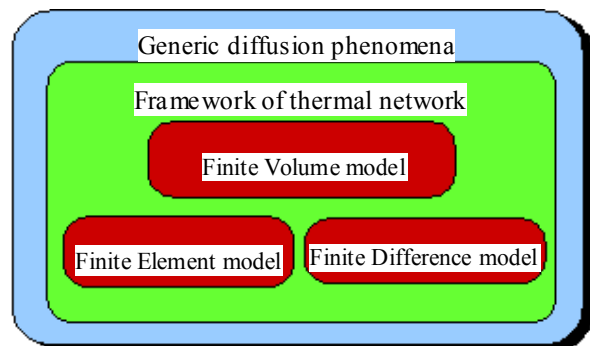 Generic diffusion phenomena
Framework of thermal network
Finite Volume model
Finite Element model
Finite Difference model